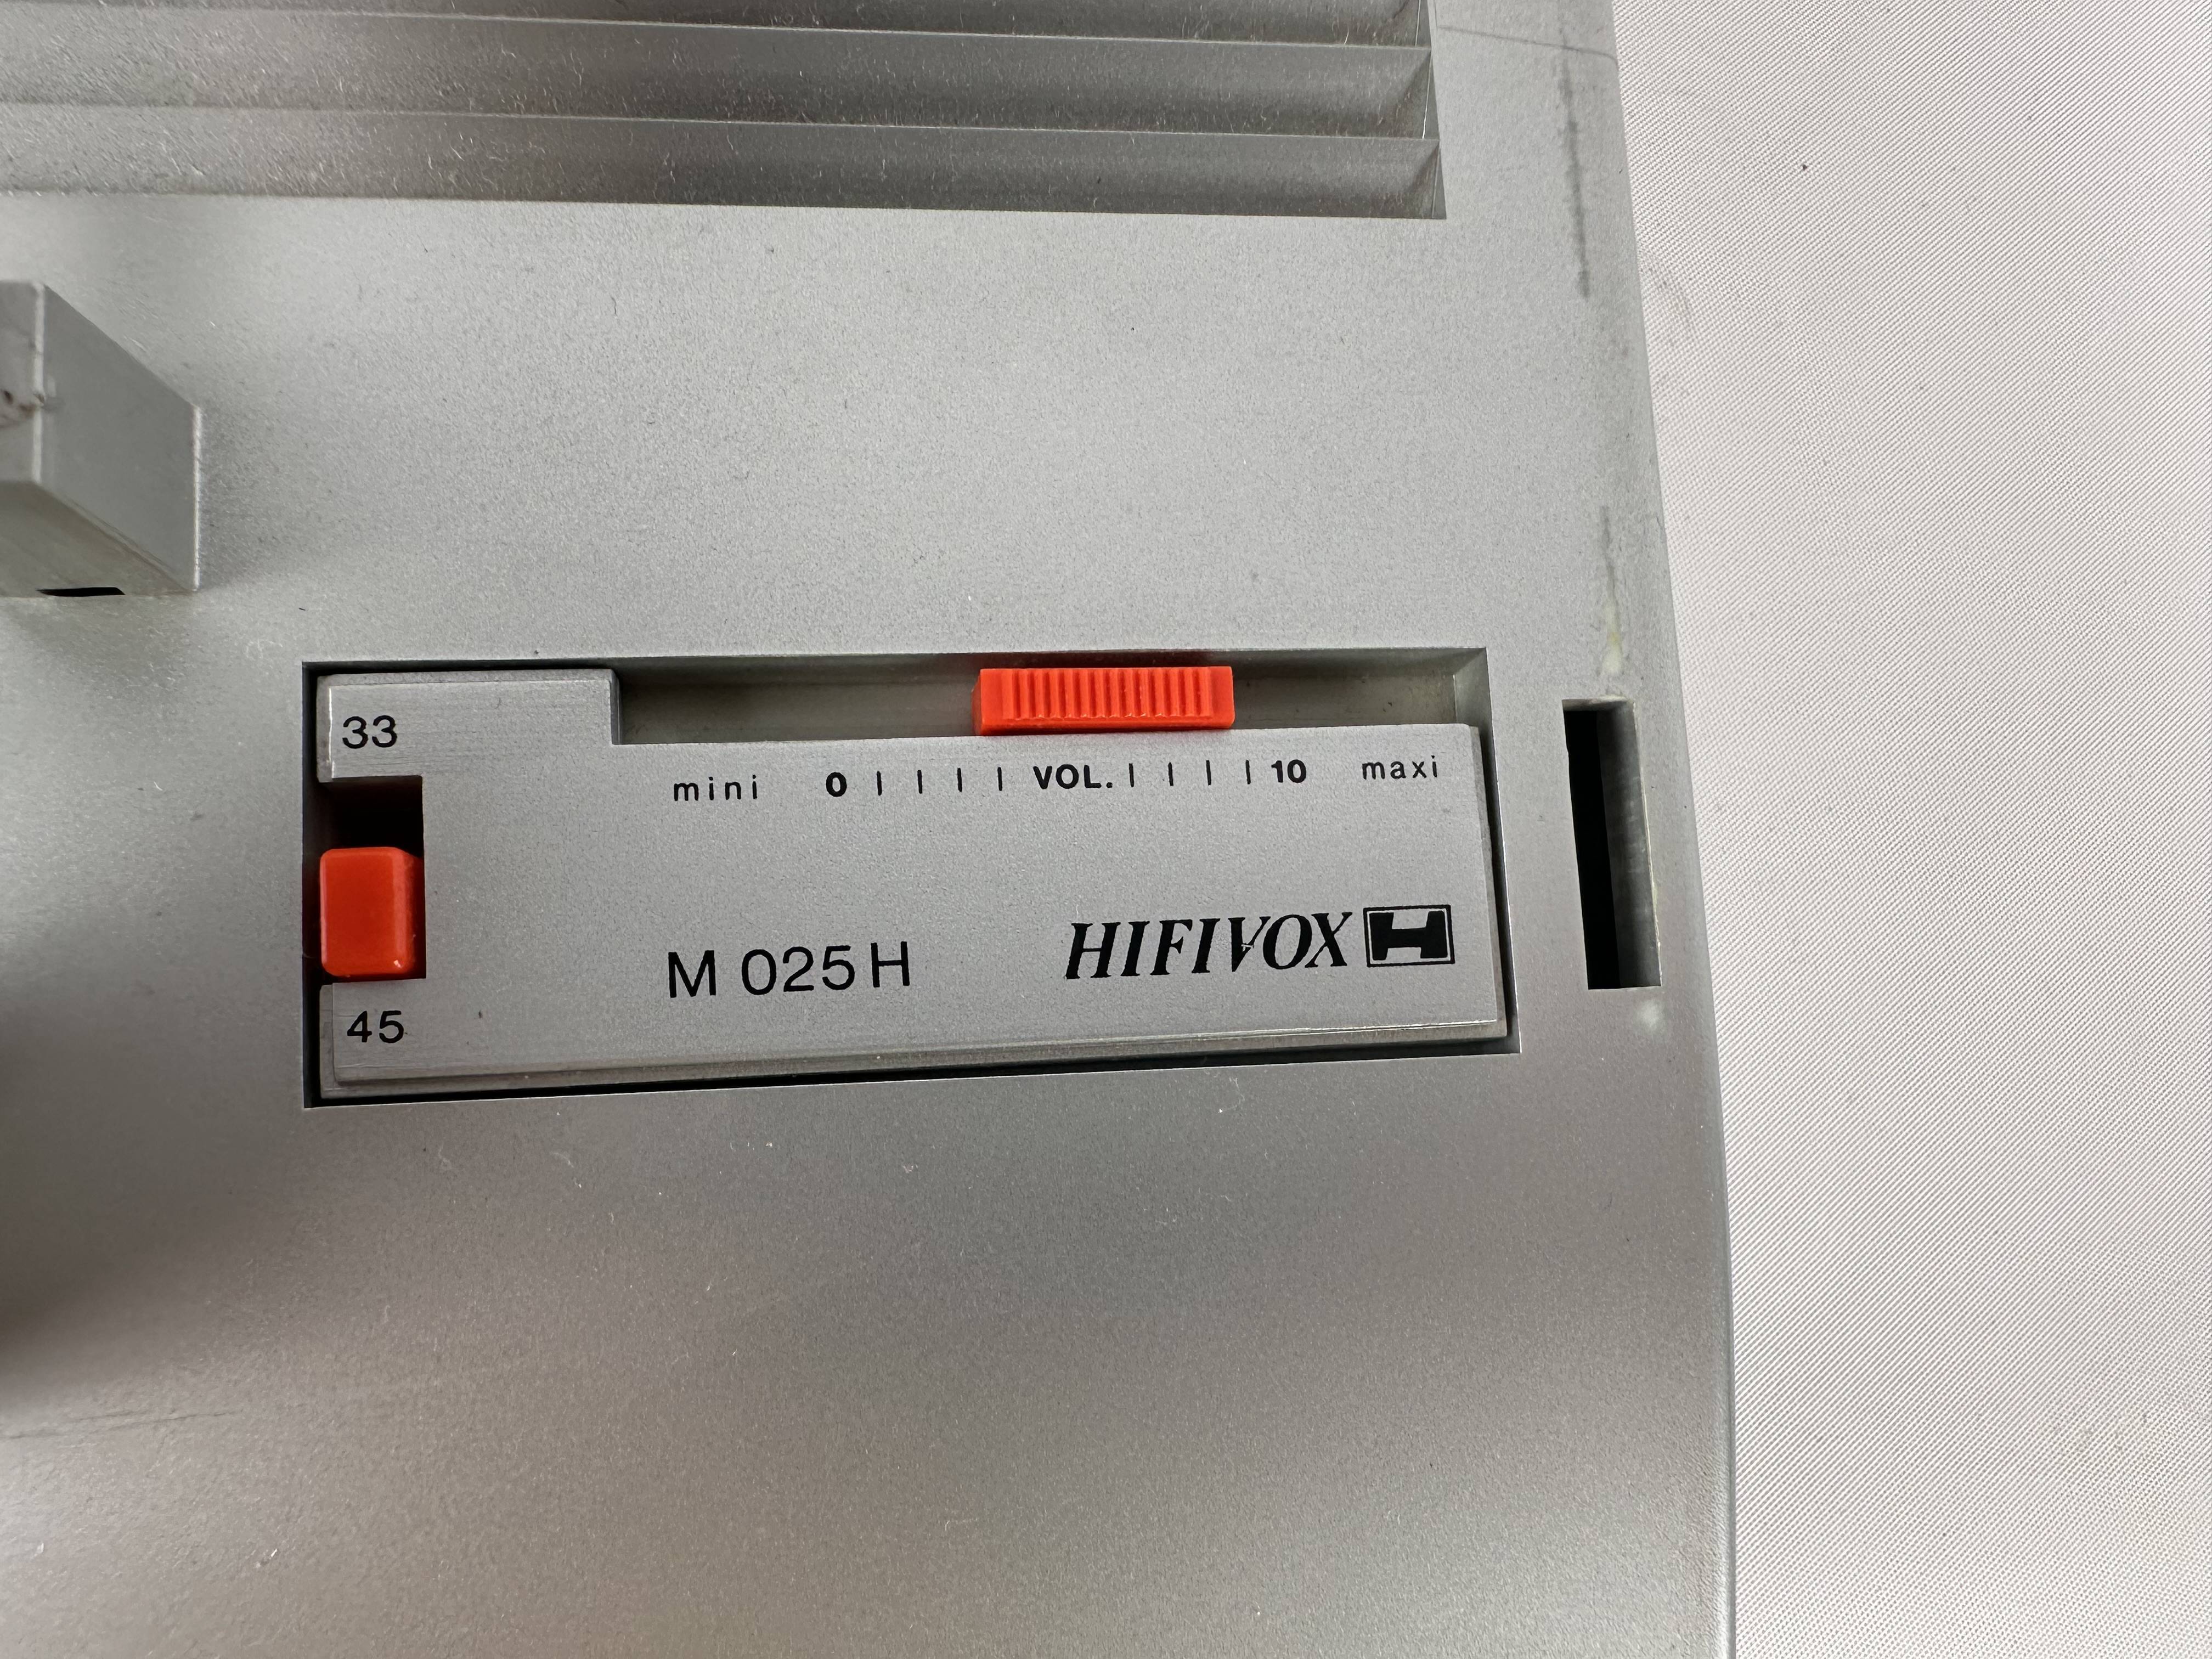 33
mini 0 | | | | VOL. | | | | 10 maxi
M 025 H HIFIVOX H
45